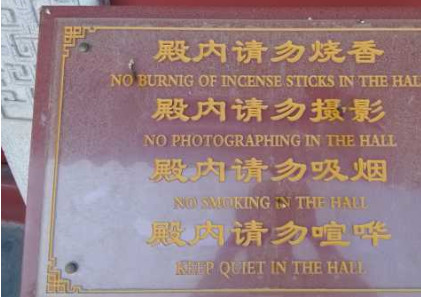 殿内请勿烧香
NO BURNIG OF INCENSE STICKS IN THE HAL
殿内请勿摄影
NO PHOTOGRAPHING IN THE HALL
殿内请勿吸烟
NO SMOKING IN THE HALL
殿内请勿喧哗
KEEP QUIET IN THE HALL